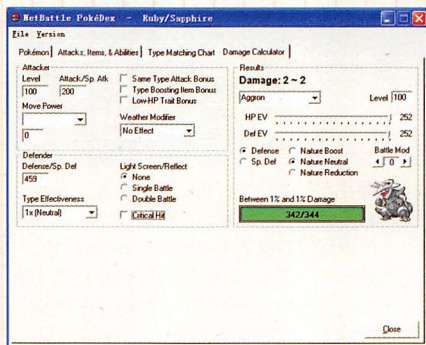 NetBattle PokéDex - Ruby/Sapphire
File Version
Pokémon Attacks, Items, & Abilities Type Matching Chart Damage Calculator
Attacker
Level Attack/Sp. Atk
100 200
Same Type Attack Bonus
Type Boosting Item Bonus
Low-HP Trait Bonus
Move Power
0
Weather Modifier
No Effect
Defender
Defense/Sp. Def
459
Type Effectiveness
1x (Neutral)
Light Screen/Reflect
None
Single Battle
Double Battle
Critical Hit
Results
Damage: 2 ~ 2
Aggron Level 100
HP EV 252
Def EV 252
Defense
Sp. Def
Nature Boost
Nature Neutral
Nature Reduction
Battle Mod
0
Between 1% and 1% Damage
342/344
Close